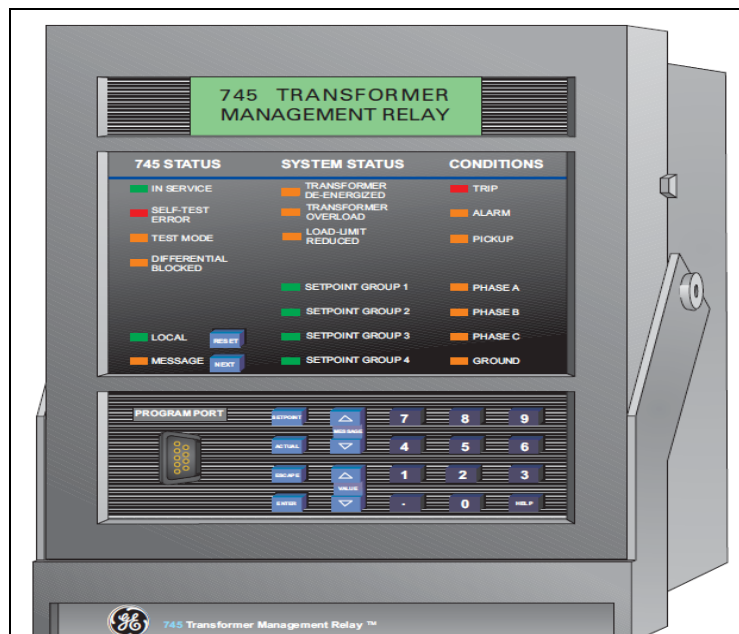 745 TRANSFORMER
MANAGEMENT RELAY
745 STATUS
IN SERVICE
SELF-TEST
ERROR
TEST MODE
DIFFERENTIAL
BLOCKED
LOCAL
RESET
MESSAGE
NEXT
SYSTEM STATUS
TRANSFORMER
DE-ENERGIZED
TRANSFORMER
OVERLOAD
LOAD-LIMIT
REDUCED
SETPOINT GROUP 1
SETPOINT GROUP 2
SETPOINT GROUP 3
SETPOINT GROUP 4
CONDITIONS
TRIP
ALARM
PICKUP
PHASE A
PHASE B
PHASE C
GROUND
PROGRAM PORT
SETPOINT
7 8 9
MESSAGE
ACTUAL
4 5 6
ESCAPE
1 2 3
VALUE
ENTER
. 0 HELP
GE
745 Transformer Management Relay ™